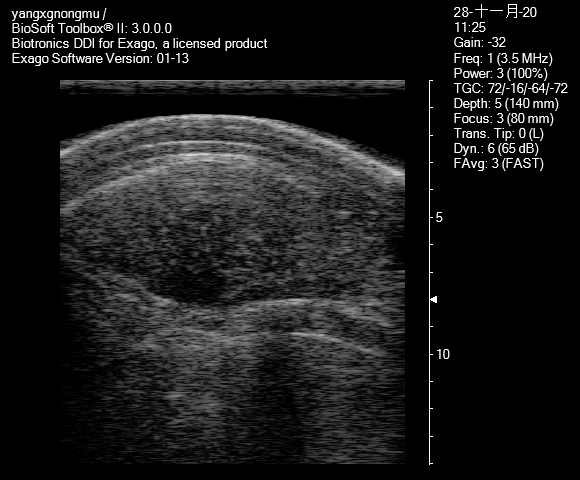 yangxgnongmu /
BioSoft Toolbox® II: 3.0.0.0
Biotronics DDI for Exago, a licensed product
Exago Software Version: 01-13
28-十一月-20
11:25
Gain: -32
Freq: 1 (3.5 MHz)
Power: 3 (100%)
TGC: 72/-16/-64/-72
Depth: 5 (140 mm)
Focus: 3 (80 mm)
Trans. Tip: 0 (L)
Dyn.: 6 (65 dB)
FAvg: 3 (FAST)
5
10